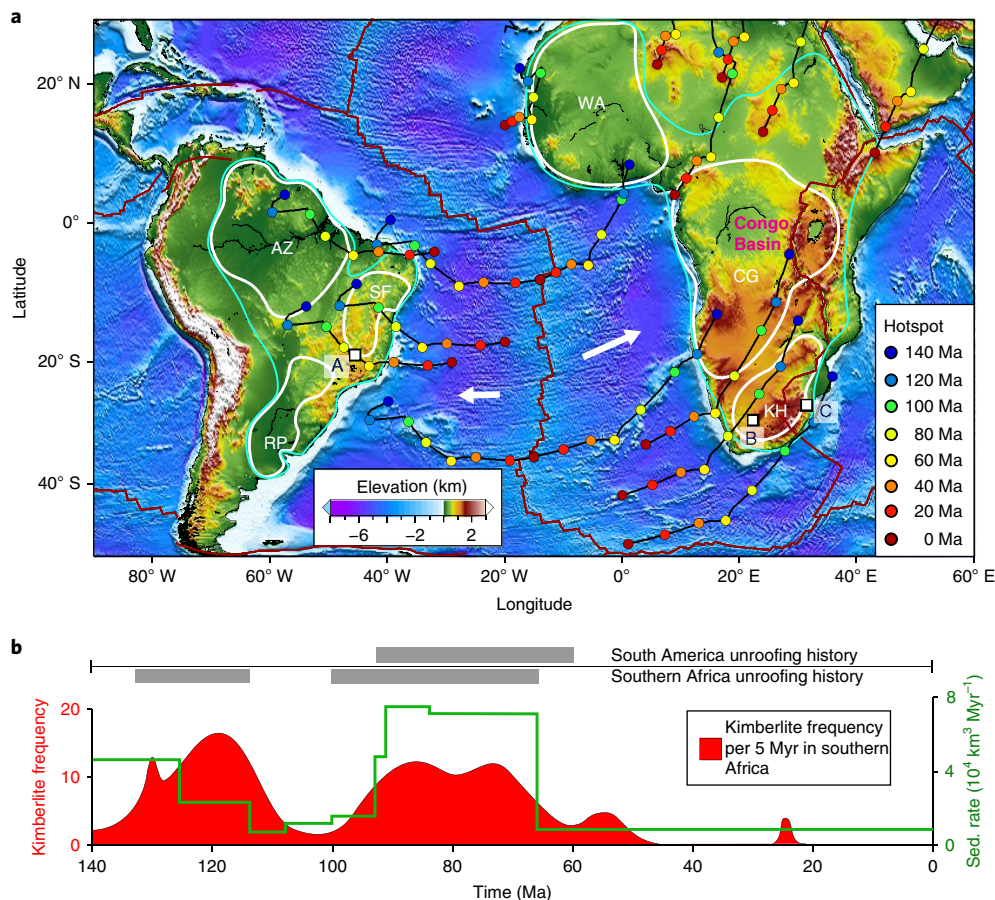 a
20° N
0°
20° S
40° S
Latitude
WA
AZ
SF
Congo
Basin
CG
A
RP
KH
B
C
Hotspot
140 Ma
120 Ma
100 Ma
80 Ma
60 Ma
40 Ma
20 Ma
0 Ma
Elevation (km)
−6
−2
2
80° W
60° W
40° W
20° W
0°
20° E
40° E
60° E
Longitude
b
South America unroofing history
Southern Africa unroofing history
Kimberlite frequency
20
10
0
Kimberlite frequency
per 5 Myr in southern
Africa
8
4
0
Sed. rate (10⁴ km³ Myr⁻¹)
140
120
100
80
60
40
20
0
Time (Ma)